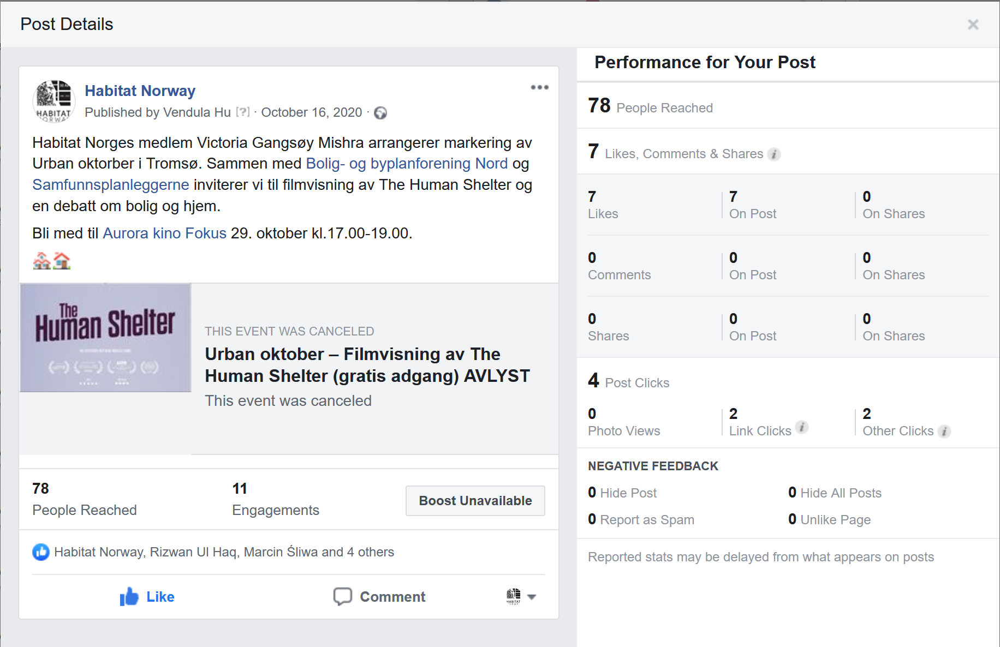 Post Details
Habitat Norway
Published by Vendula Hu [?] · October 16, 2020 ·
Habitat Norges medlem Victoria Gangsøy Mishra arrangerer markering av
Urban oktorber i Tromsø. Sammen med Bolig- og byplanforening Nord og
Samfunnsplanleggerne inviterer vi til filmvisning av The Human Shelter og
en debatt om bolig og hjem.
Bli med til Aurora kino Fokus 29. oktober kl.17.00-19.00.
The
Human Shelter
THIS EVENT WAS CANCELED
Urban oktober – Filmvisning av The
Human Shelter (gratis adgang) AVLYST
This event was canceled
78
People Reached
11
Engagements
Boost Unavailable
Habitat Norway, Rizwan Ul Haq, Marcin Śliwa and 4 others
Like
Comment
HABITAT
Performance for Your Post
78 People Reached
7 Likes, Comments & Shares
7
Likes
7
On Post
0
On Shares
0
Comments
0
On Post
0
On Shares
0
Shares
0
On Post
0
On Shares
4 Post Clicks
0
Photo Views
2
Link Clicks
2
Other Clicks
NEGATIVE FEEDBACK
0 Hide Post
0 Hide All Posts
0 Report as Spam
0 Unlike Page
Reported stats may be delayed from what appears on posts